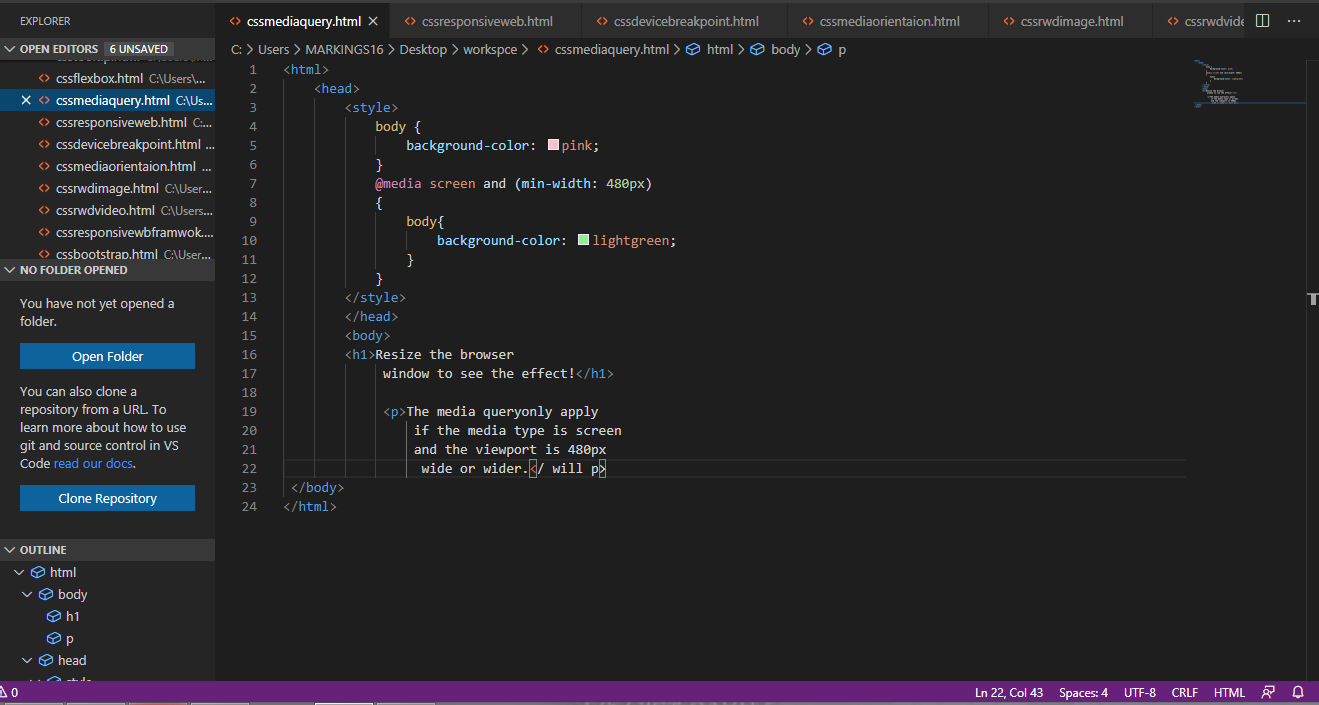 EXPLORER
OPEN EDITORS 6 UNSAVED
cssflexbox.html C:\Users\...
cssmediaquery.html C:\Us...
cssresponsiveweb.html C:...
cssdevicebreakpoint.html ...
cssmediaorientaion.html ...
cssrwdimage.html C:\User...
cssrwdvideo.html C:\Users...
cssresponsivewbframwok....
cssbootstrap.html C:\User...
NO FOLDER OPENED
You have not yet opened a
folder.
Open Folder
You can also clone a
repository from a URL. To
learn more about how to use
git and source control in VS
Code read our docs.
Clone Repository
OUTLINE
html
body
h1
p
head
style
cssmediaquery.html cssresponsiveweb.html cssdevicebreakpoint.html cssmediaorientaion.html cssrwdimage.html cssrwdvide
C: > Users > MARKINGS16 > Desktop > workspce > cssmediaquery.html > html > body > p
1 <html>
2 <head>
3 <style>
4 body {
5 background-color: pink;
6 }
7 @media screen and (min-width: 480px)
8 {
9 body{
10 background-color: lightgreen;
11 }
12 }
13 </style>
14 </head>
15 <body>
16 <h1>Resize the browser
17 window to see the effect!</h1>
18
19 <p>The media queryonly apply
20 if the media type is screen
21 and the viewport is 480px
22 wide or wider.</ will p>
23 </body>
24 </html>
0 Ln 22, Col 43 Spaces: 4 UTF-8 CRLF HTML